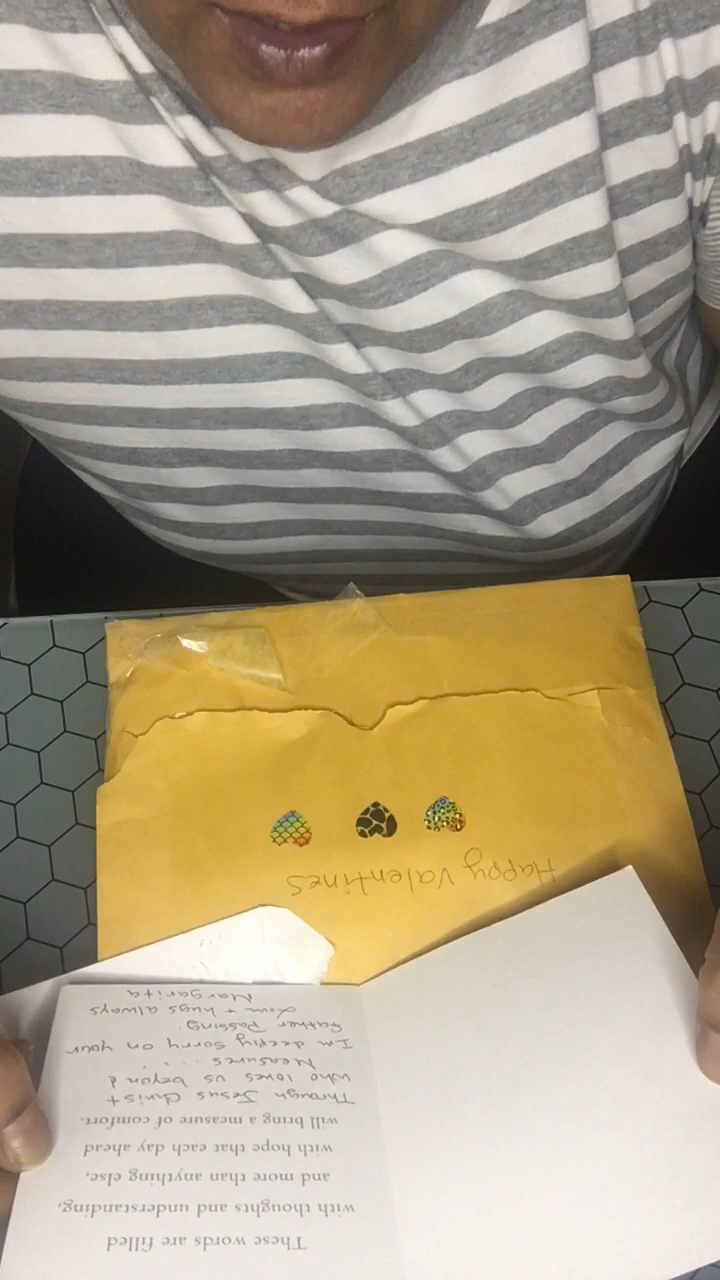 Happy Valentines
These words are filled
with thoughts and understanding,
and more than anything else,
with hope that each day ahead
will bring a measure of comfort.
Through Jesus Christ
who loves us beyond
Measures . . . .
I'm deeply sorry on your
father Passing.
Love + hugs always
Margarita